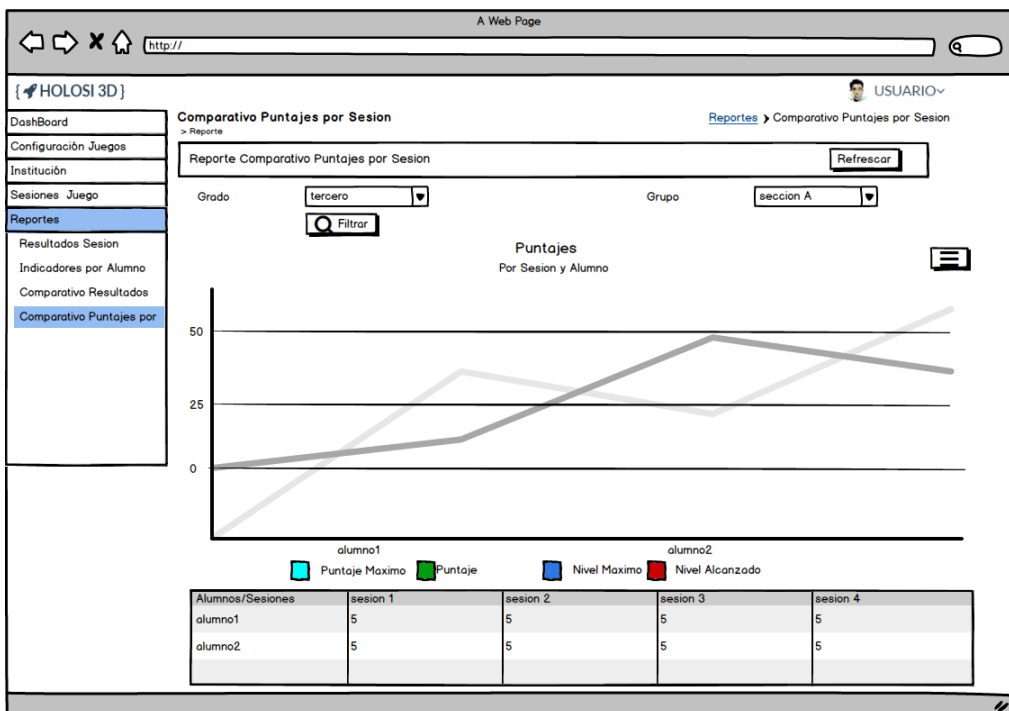 A Web Page
http://
{ HOLOSI 3D }
USUARIO
DashBoard
Configuración Juegos
Institución
Sesiones Juego
Reportes
Resultados Sesion
Indicadores por Alumno
Comparativo Resultados
Comparativo Puntajes por
Comparativo Puntajes por Sesion
> Reporte
Reportes > Comparativo Puntajes por Sesion
Reporte Comparativo Puntajes por Sesion
Refrescar
Grado
tercero
Grupo
seccion A
Filtrar
Puntajes
Por Sesion y Alumno
50
25
0
alumno1
alumno2
Puntaje Maximo
Puntaje
Nivel Maximo
Nivel Alcanzado
Alumnos/Sesiones sesion 1 sesion 2 sesion 3 sesion 4
alumno1 5 5 5 5
alumno2 5 5 5 5